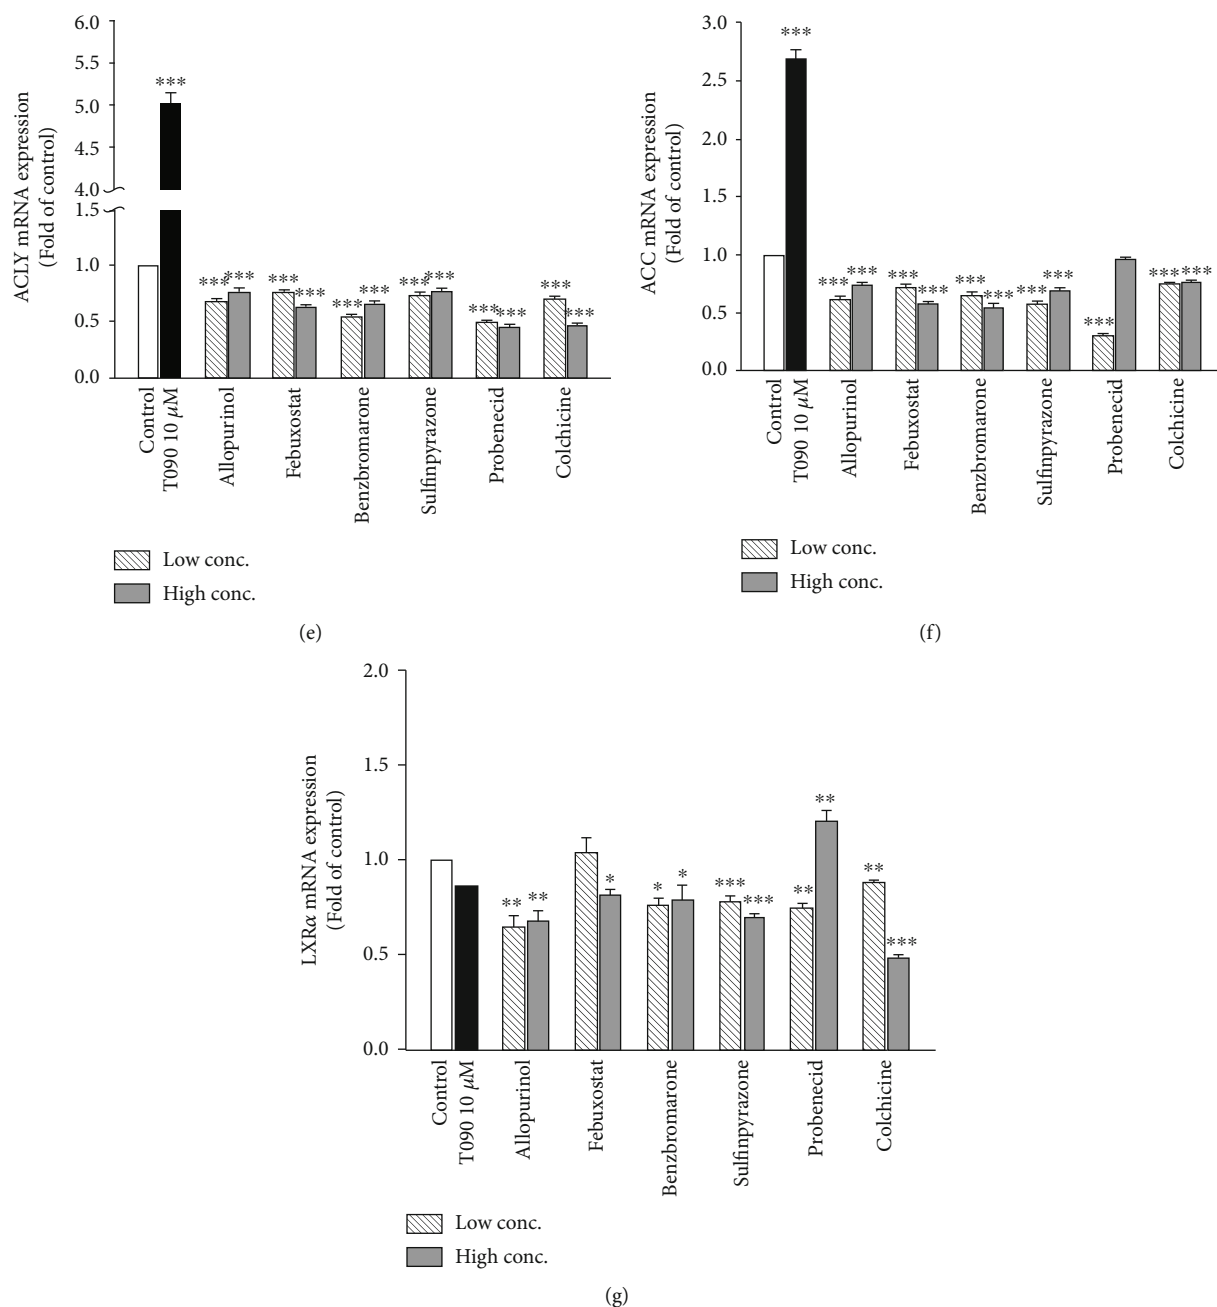 ACLY mRNA expression
(Fold of control)
6.0
5.5
5.0
4.5
4.0
1.5
1.0
0.5
0.0
***
*** *** *** *** *** *** *** *** *** *** *** ***
Control
T090 10 μM
Allopurinol
Febuxostat
Benzbromarone
Sulfinpyrazone
Probenecid
Colchicine
Low conc.
High conc.
(e)
ACC mRNA expression
(Fold of control)
3.0
2.5
2.0
1.5
1.0
0.5
0.0
***
*** *** *** *** *** *** *** *** *** *** ***
Control
T090 10 μM
Allopurinol
Febuxostat
Benzbromarone
Sulfinpyrazone
Probenecid
Colchicine
Low conc.
High conc.
(f)
LXRα mRNA expression
(Fold of control)
2.0
1.5
1.0
0.5
0.0
** ** * * * *** *** ** ** ** ***
Control
T090 10 μM
Allopurinol
Febuxostat
Benzbromarone
Sulfinpyrazone
Probenecid
Colchicine
Low conc.
High conc.
(g)